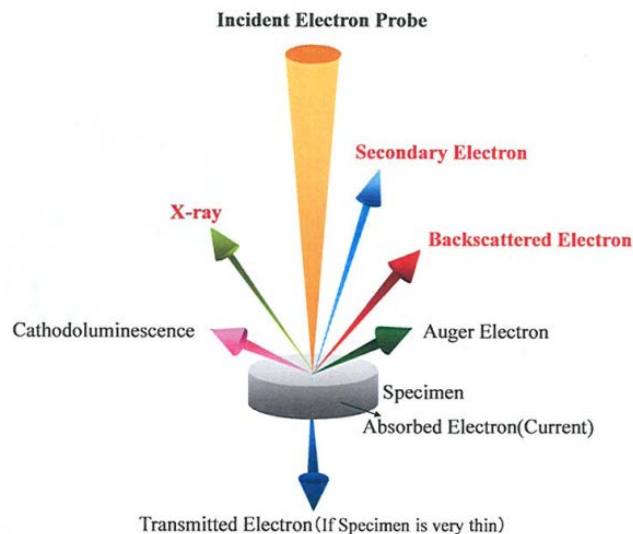 Incident Electron Probe
Secondary Electron
X-ray
Backscattered Electron
Cathodoluminescence
Auger Electron
Specimen
Absorbed Electron(Current)
Transmitted Electron(If Specimen is very thin)